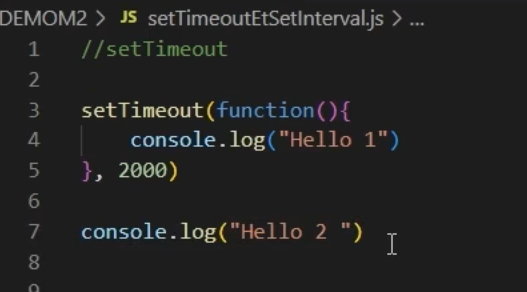 DEMOM2 > JS setTimeoutEtSetInterval.js > ...
1 //setTimeout
2
3 setTimeout(function(){
4 console.log("Hello 1")
5 }, 2000)
6
7 console.log("Hello 2 ")
8
9